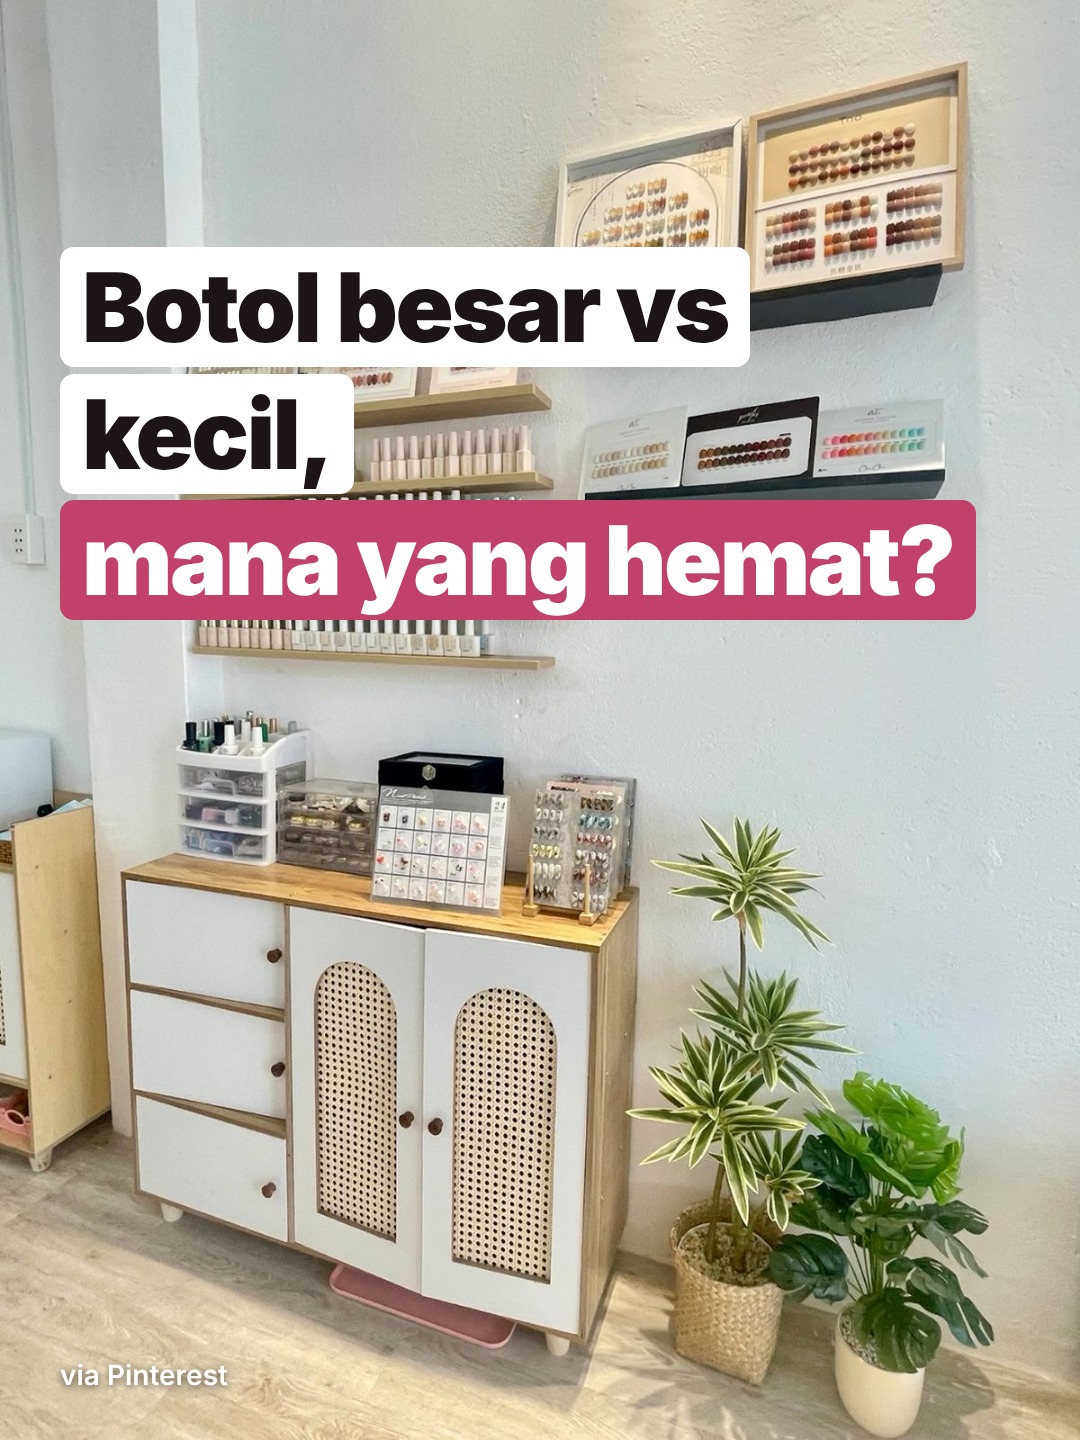 Botol besar vs
kecil,
mana yang hemat?
via Pinterest